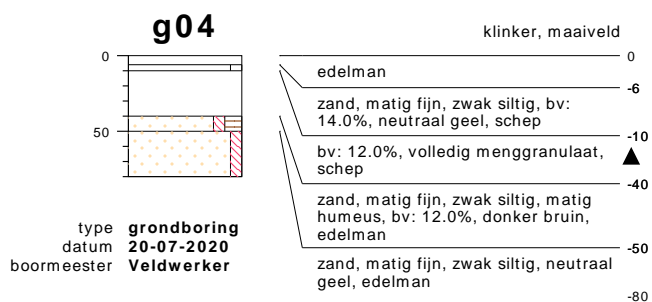 g04
klinker, maaiveld
0
0
edelman
-6
zand, matig fijn, zwak siltig, bv:
14.0%, neutraal geel, schep
-10
bv: 12.0%, volledig menggranulaat,
schep
-40
50
zand, matig fijn, zwak siltig, matig
humeus, bv: 12.0%, donker bruin,
edelman
-50
zand, matig fijn, zwak siltig, neutraal
geel, edelman
-80
type grondboring
datum 20-07-2020
boormeester Veldwerker